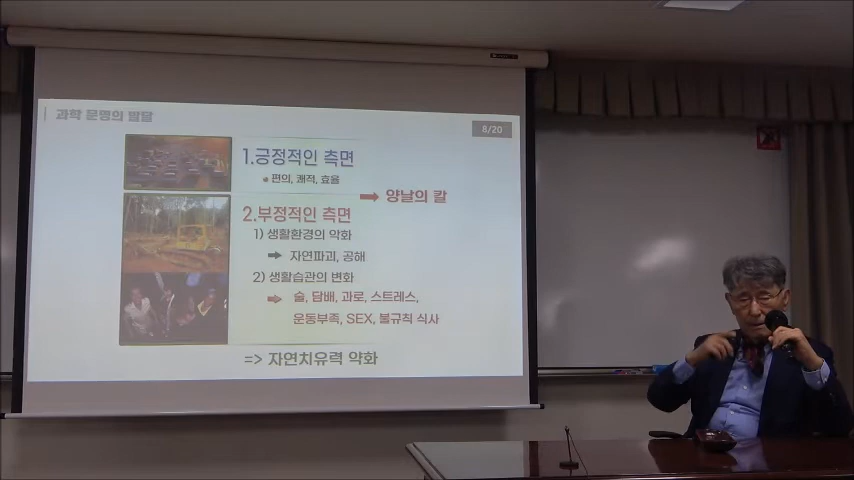 과학 문명의 발달
8/20
1.긍정적인 측면
편의, 쾌적, 효율
➡ 양날의 칼
2.부정적인 측면
1) 생활환경의 악화
➡ 자연파괴, 공해
2) 생활습관의 변화
➡ 술, 담배, 과로, 스트레스,
운동부족, SEX, 불규칙 식사
=> 자연치유력 약화